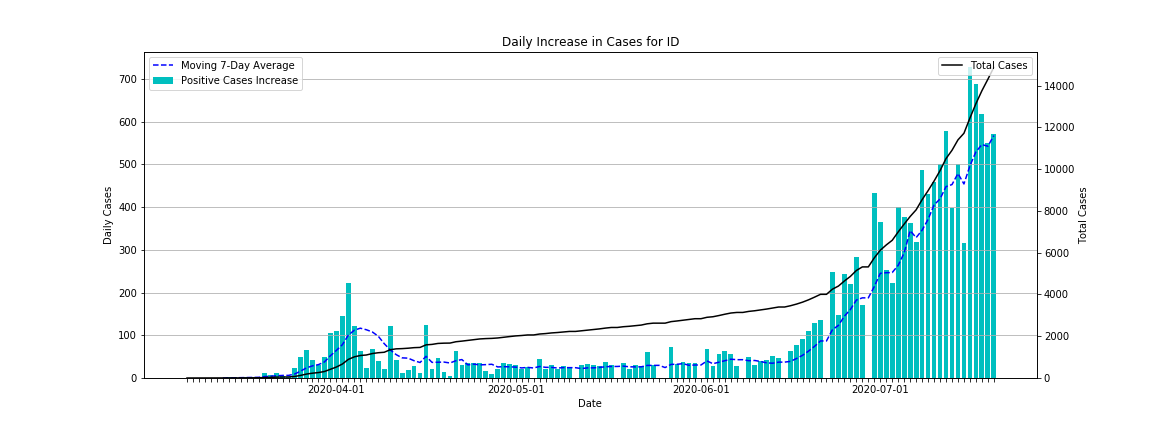 Daily Increase in Cases for ID
Moving 7-Day Average
Positive Cases Increase
Total Cases
700
600
500
400
300
200
100
0
Daily Cases
14000
12000
10000
8000
6000
4000
2000
0
Total Cases
2020-04-01
2020-05-01
2020-06-01
2020-07-01
Date